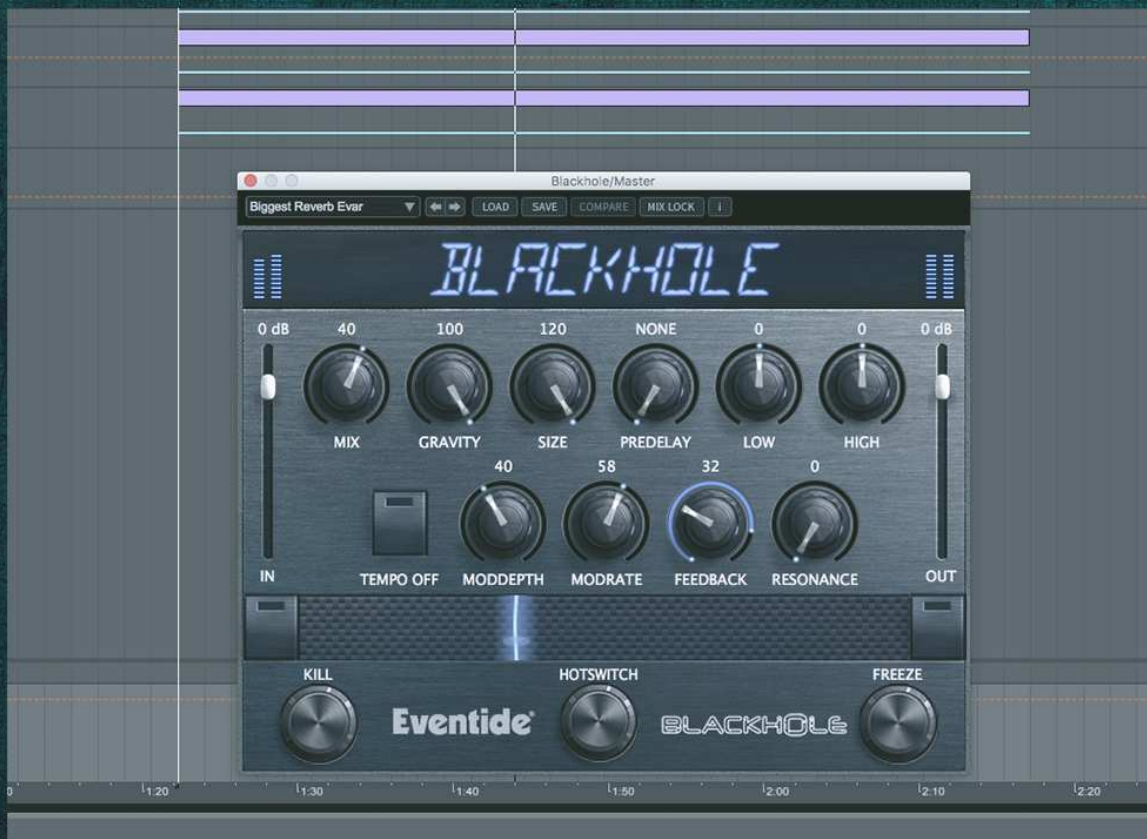 Blackhole/Master
Biggest Reverb Evar LOAD SAVE COMPARE MIX LOCK i
BLACKHOLE
0 dB 40 100 120 NONE 0 0 0 dB
MIX GRAVITY SIZE PREDELAY LOW HIGH
40 58 32 0
IN TEMPO OFF MODDEPTH MODRATE FEEDBACK RESONANCE OUT
KILL HOTSWITCH FREEZE
Eventide® BLACKHOLE
0 1:20 1:30 1:40 1:50 2:00 2:10 2:20